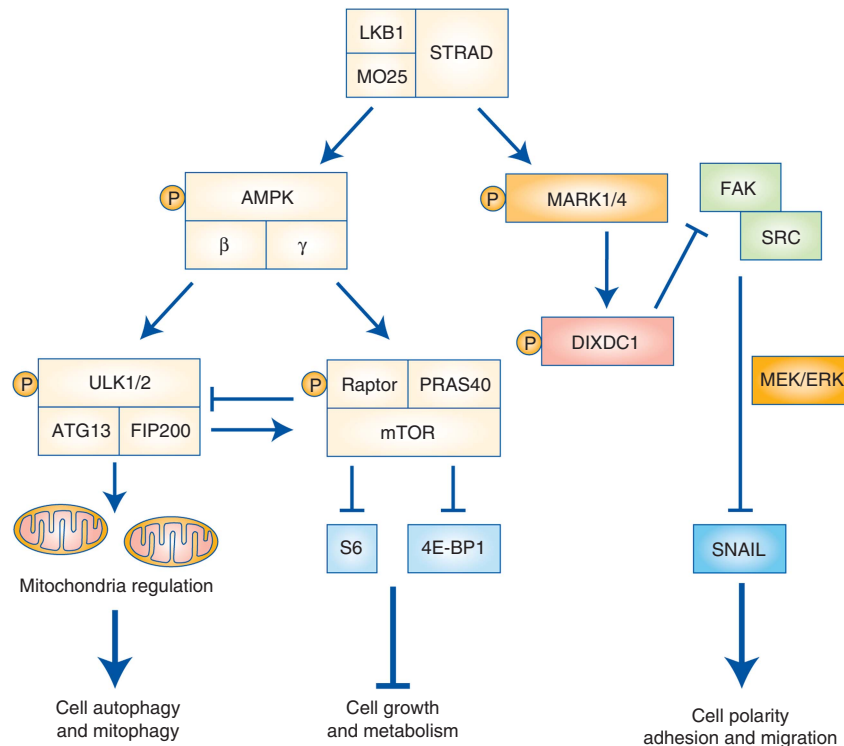 LKB1
STRAD
MO25
P
AMPK
β
γ
P
MARK1/4
FAK
SRC
P
DIXDC1
P
ULK1/2
ATG13
FIP200
P
Raptor
PRAS40
mTOR
MEK/ERK
S6
4E-BP1
SNAIL
Mitochondria regulation
Cell autophagy
and mitophagy
Cell growth
and metabolism
Cell polarity
adhesion and migration